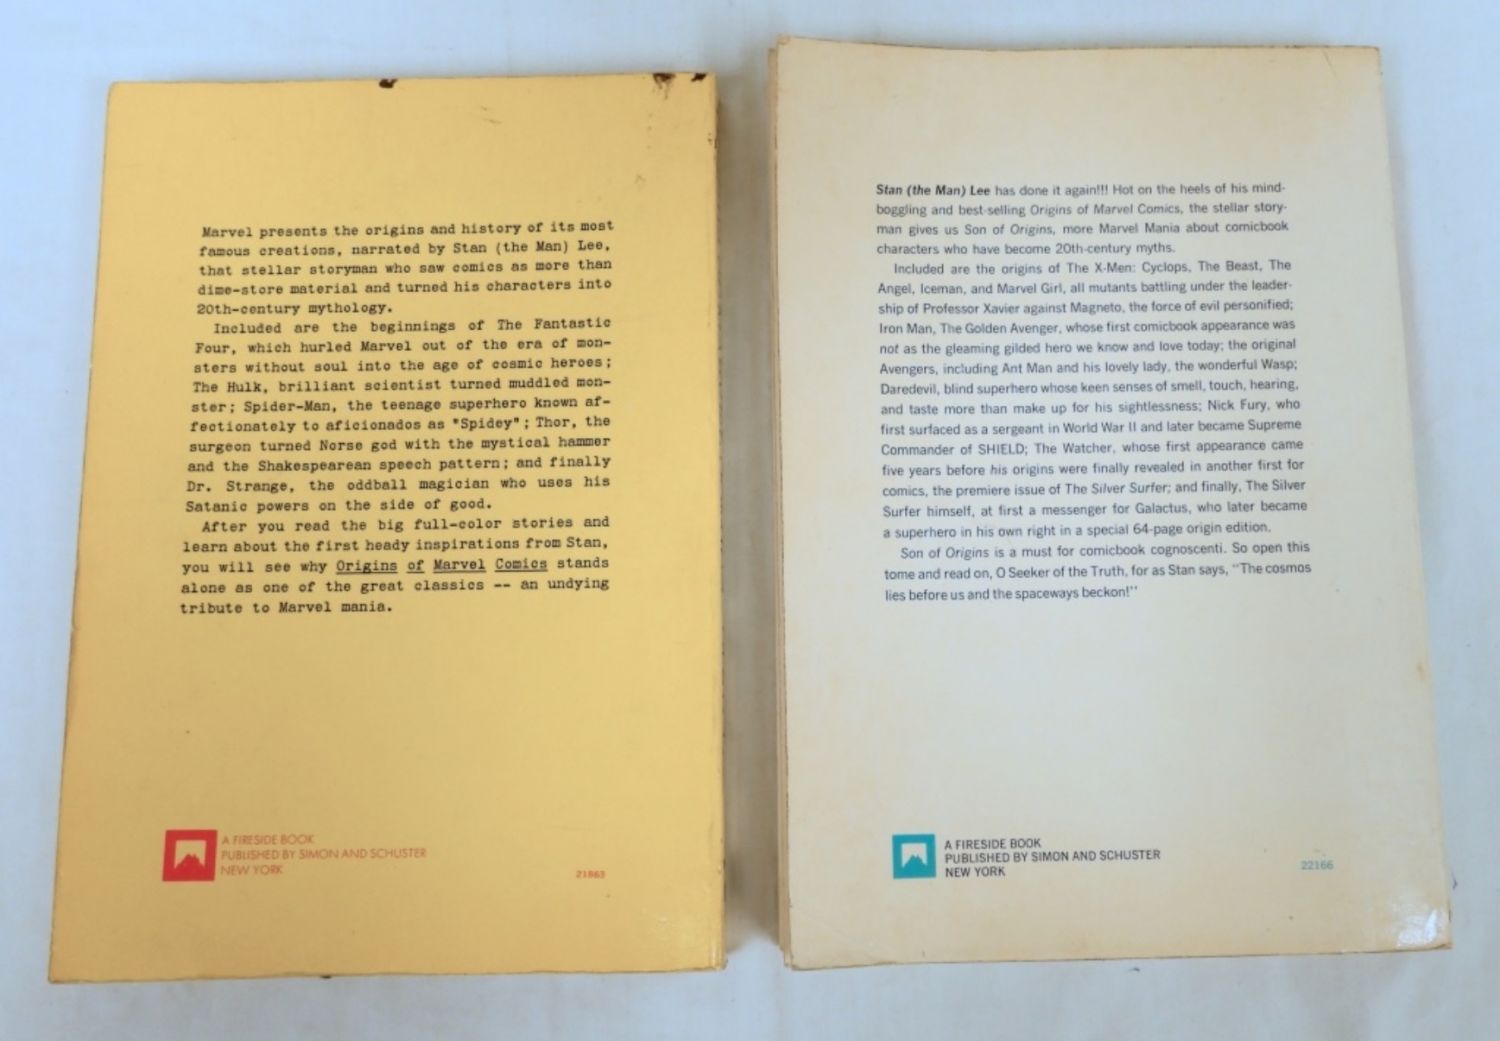 Marvel presents the origins and history of its most
famous creations, narrated by Stan (the Man) Lee,
that stellar storyman who saw comics as more than
dime-store material and turned his characters into
20th-century mythology.
Included are the beginnings of The Fantastic
Four, which hurled Marvel out of the era of mon-
sters without soul into the age of cosmic heroes;
The Hulk, brilliant scientist turned muddled mon-
ster; Spider-Man, the teenage superhero known af-
fectionately to aficionados as "Spidey"; Thor, the
surgeon turned Norse god with the mystical hammer
and the Shakespearean speech pattern; and finally
Dr. Strange, the oddball magician who uses his
Satanic powers on the side of good.
After you read the big full-color stories and
learn about the first heady inspirations from Stan,
you will see why Origins of Marvel Comics stands
alone as one of the great classics -- an undying
tribute to Marvel mania.
A FIRESIDE BOOK
PUBLISHED BY SIMON AND SCHUSTER
NEW YORK
21863
Stan (the Man) Lee has done it again!!! Hot on the heels of his mind-
boggling and best-selling Origins of Marvel Comics, the stellar story-
man gives us Son of Origins, more Marvel Mania about comicbook
characters who have become 20th-century myths.
Included are the origins of The X-Men: Cyclops, The Beast, The
Angel, Iceman, and Marvel Girl, all mutants battling under the leader-
ship of Professor Xavier against Magneto, the force of evil personified;
Iron Man, The Golden Avenger, whose first comicbook appearance was
not as the gleaming gilded hero we know and love today; the original
Avengers, including Ant Man and his lovely lady, the wonderful Wasp;
Daredevil, blind superhero whose keen senses of smell, touch, hearing,
and taste more than make up for his sightlessness; Nick Fury, who
first surfaced as a sergeant in World War II and later became Supreme
Commander of SHIELD; The Watcher, whose first appearance came
five years before his origins were finally revealed in another first for
comics, the premiere issue of The Silver Surfer; and finally, The Silver
Surfer himself, at first a messenger for Galactus, who later became
a superhero in his own right in a special 64-page origin edition.
Son of Origins is a must for comicbook cognoscenti. So open this
tome and read on, O Seeker of the Truth, for as Stan says, "The cosmos
lies before us and the spaceways beckon!"
A FIRESIDE BOOK
PUBLISHED BY SIMON AND SCHUSTER
NEW YORK
22166